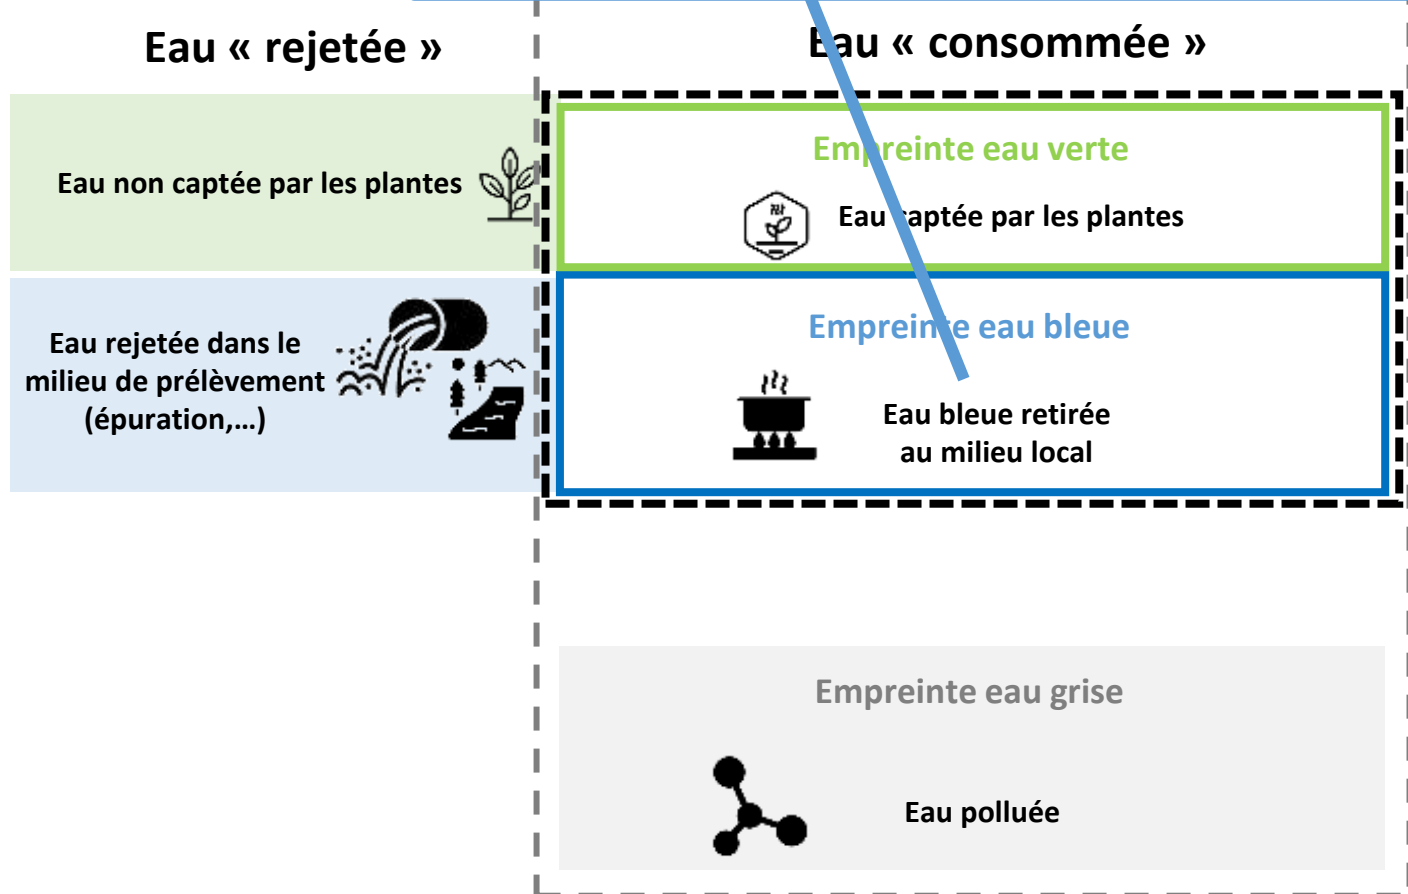 Eau « rejetée »
Eau « consommée »
Eau non captée par les plantes
Empreinte eau verte
Eau captée par les plantes
Eau rejetée dans le
milieu de prélèvement
(épuration,...)
Empreinte eau bleue
Eau bleue retirée
au milieu local
Empreinte eau grise
Eau polluée